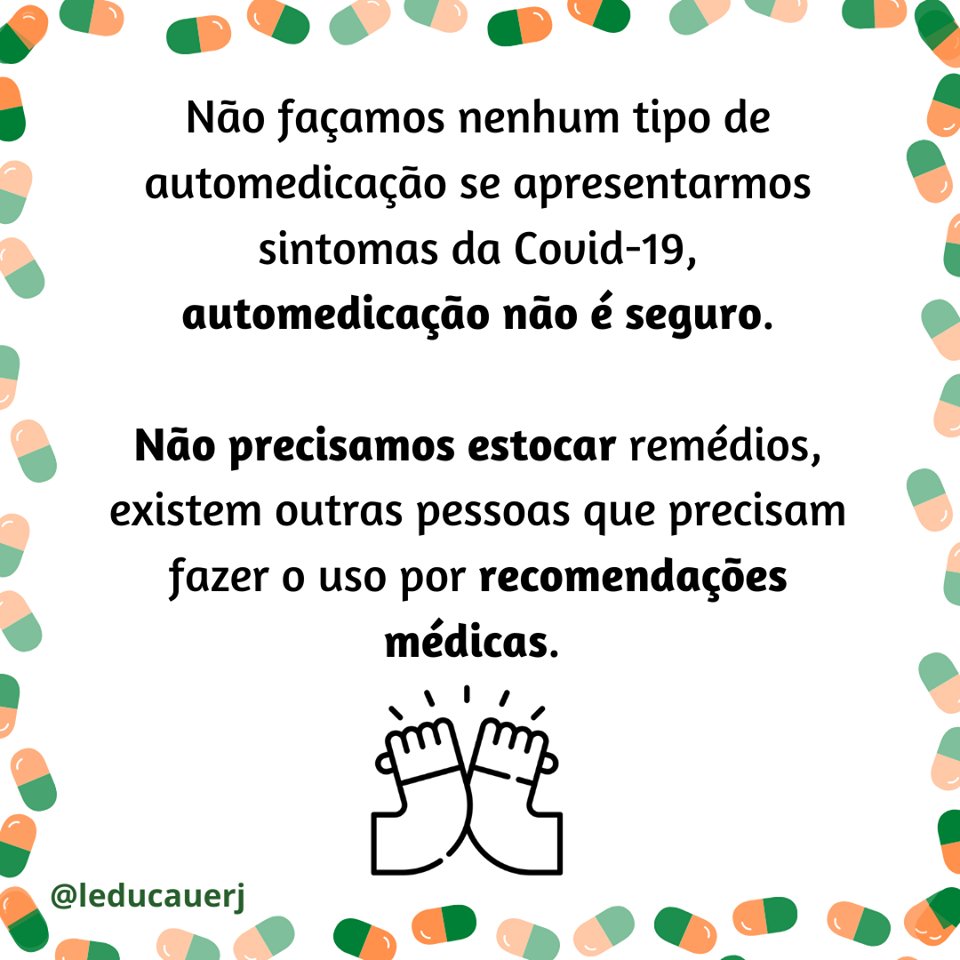 Não façamos nenhum tipo de
automedicação se apresentarmos
sintomas da Covid-19,
automedicação não é seguro.
Não precisamos estocar remédios,
existem outras pessoas que precisam
fazer o uso por recomendações
médicas.
@leducauerj